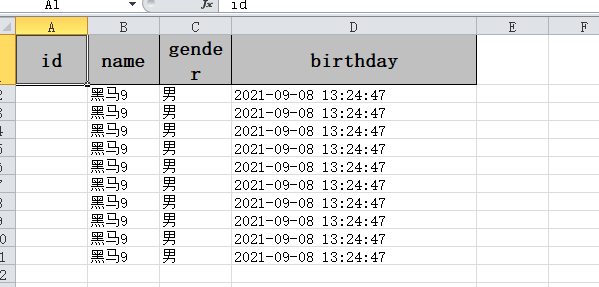 A1 fx id
A B C D E F
id name gende birthday
r
2 黑马9 男 2021-09-08 13:24:47
3 黑马9 男 2021-09-08 13:24:47
4 黑马9 男 2021-09-08 13:24:47
5 黑马9 男 2021-09-08 13:24:47
6 黑马9 男 2021-09-08 13:24:47
7 黑马9 男 2021-09-08 13:24:47
8 黑马9 男 2021-09-08 13:24:47
9 黑马9 男 2021-09-08 13:24:47
0 黑马9 男 2021-09-08 13:24:47
1 黑马9 男 2021-09-08 13:24:47
2